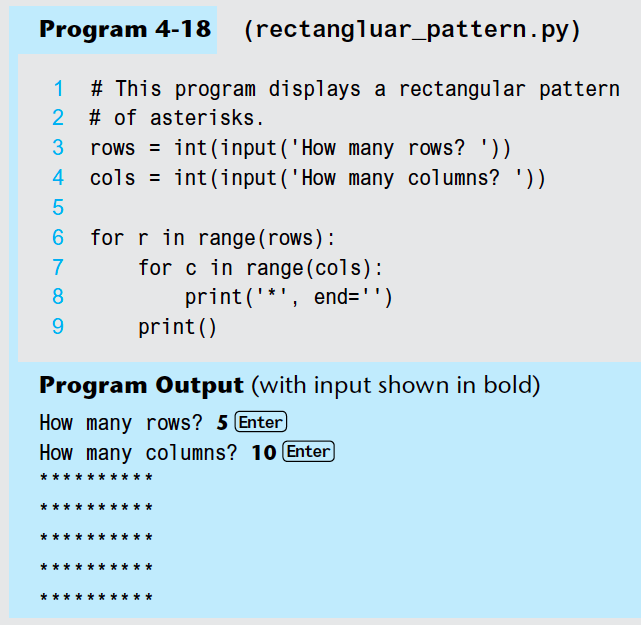 Program 4-18 (rectangluar_pattern.py)
1 # This program displays a rectangular pattern
2 # of asterisks.
3 rows = int(input('How many rows? '))
4 cols = int(input('How many columns? '))
5
6 for r in range(rows):
7     for c in range(cols):
8         print('*', end='')
9     print()
Program Output (with input shown in bold)
How many rows? 5 Enter
How many columns? 10 Enter
**********
**********
**********
**********
**********